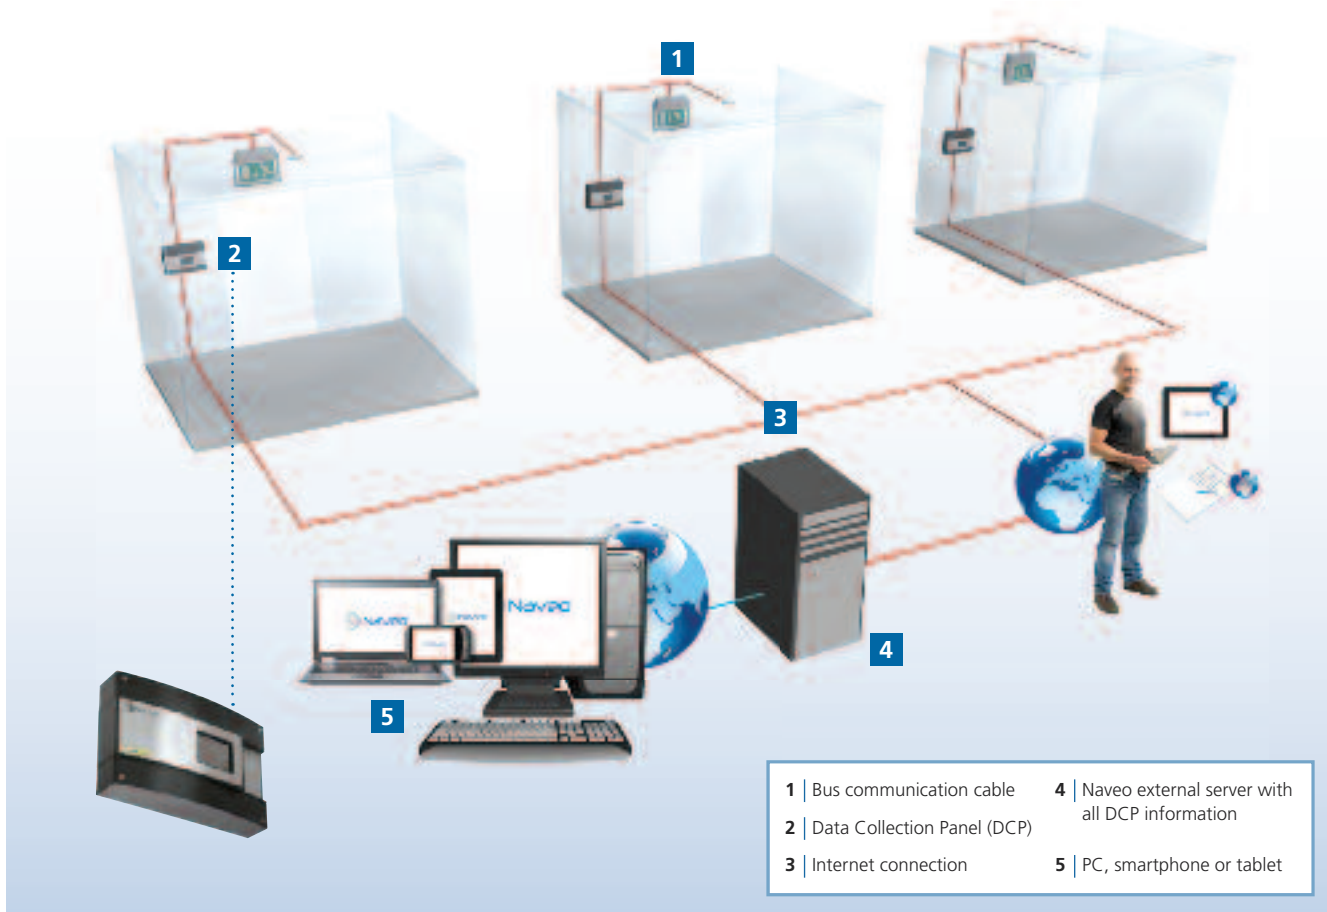 1
2
3
4
5
Naveo
Naveo
1 Bus communication cable
2 Data Collection Panel (DCP)
3 Internet connection
4 Naveo external server with
all DCP information
5 PC, smartphone or tablet